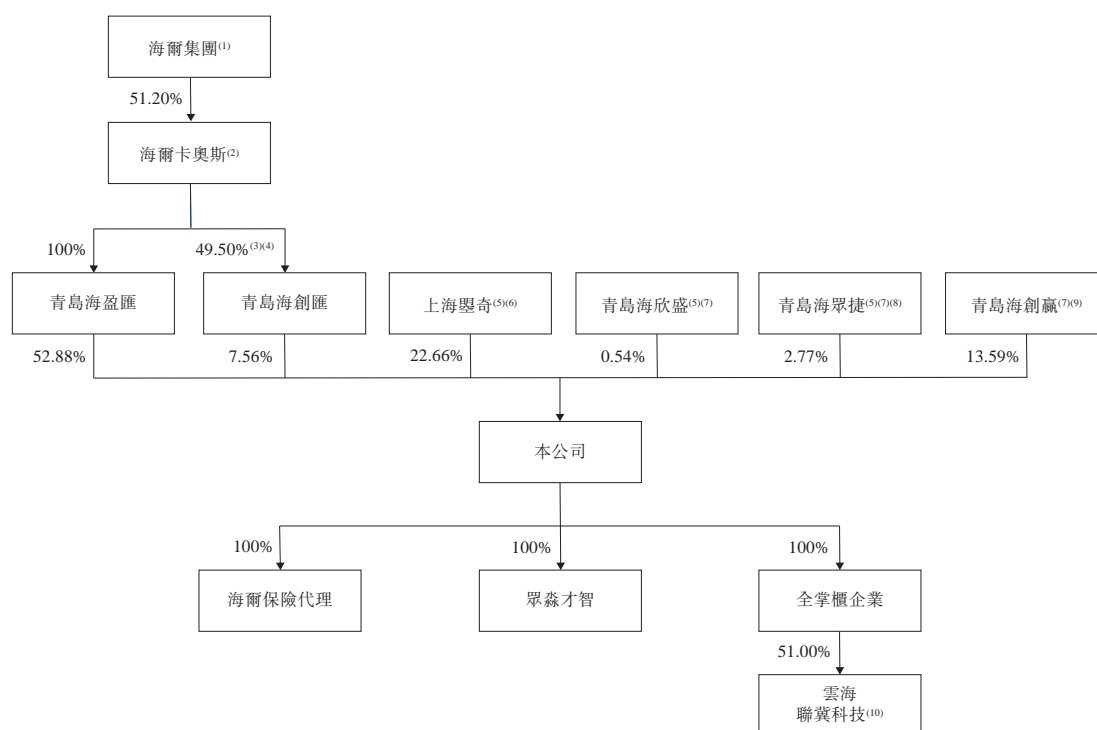 海爾集團(1)
51.20%
海爾卡奧斯(2)
100%
49.50%(3)(4)
青島海盈匯
青島海創匯
上海曌奇(5)(6)
青島海欣盛(5)(7)
青島海眾捷(5)(7)(8)
青島海創贏(7)(9)
52.88%
7.56%
22.66%
0.54%
2.77%
13.59%
本公司
100%
100%
100%
海爾保險代理
眾淼才智
全掌櫃企業
51.00%
雲海
聯冀科技(10)